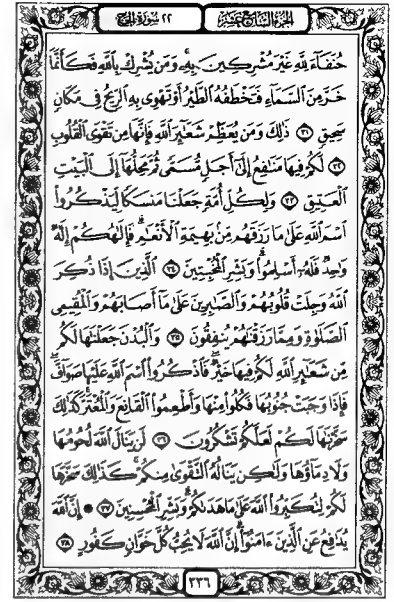 الجزء السابع عشر ٢٢ سورة الحج
حُنَفَآءَ لِلَّهِ غَيۡرَ مُشۡرِكِينَ بِهِۦۚ وَمَن يُشۡرِكۡ بِٱللَّهِ فَكَأَنَّمَا
خَرَّ مِنَ ٱلسَّمَآءِ فَتَخۡطَفُهُ ٱلطَّيۡرُ أَوۡ تَهۡوِي بِهِ ٱلرِّيحُ فِي مَكَانٖ
سَحِيقٖ ٣١ ذَٰلِكَۖ وَمَن يُعَظِّمۡ شَعَـٰٓئِرَ ٱللَّهِ فَإِنَّهَا مِن تَقۡوَى ٱلۡقُلُوبِ
٣٢ لَكُمۡ فِيهَا مَنَـٰفِعُ إِلَىٰٓ أَجَلٖ مُّسَمّٗى ثُمَّ مَحِلُّهَآ إِلَى ٱلۡبَيۡتِ
ٱلۡعَتِيقِ ٣٣ وَلِكُلِّ أُمَّةٖ جَعَلۡنَا مَنسَكٗا لِّيَذۡكُرُواْ
ٱسۡمَ ٱللَّهِ عَلَىٰ مَا رَزَقَهُم مِّنۢ بَهِيمَةِ ٱلۡأَنۡعَـٰمِۗ فَإِلَـٰهُكُمۡ إِلَـٰهٞ
وَٰحِدٞ فَلَهُۥٓ أَسۡلِمُواْۗ وَبَشِّرِ ٱلۡمُخۡبِتِينَ ٣٤ ٱلَّذِينَ إِذَا ذُكِرَ
ٱللَّهُ وَجِلَتۡ قُلُوبُهُمۡ وَٱلصَّـٰبِرِينَ عَلَىٰ مَآ أَصَابَهُمۡ وَٱلۡمُقِيمِي
ٱلصَّلَوٰةِ وَمِمَّا رَزَقۡنَـٰهُمۡ يُنفِقُونَ ٣٥ وَٱلۡبُدۡنَ جَعَلۡنَـٰهَا لَكُم
مِّن شَعَـٰٓئِرِ ٱللَّهِ لَكُمۡ فِيهَا خَيۡرٞۖ فَٱذۡكُرُواْ ٱسۡمَ ٱللَّهِ عَلَيۡهَا صَوَآفَّۖ
فَإِذَا وَجَبَتۡ جُنُوبُهَا فَكُلُواْ مِنۡهَا وَأَطۡعِمُواْ ٱلۡقَانِعَ وَٱلۡمُعۡتَرَّۚ كَذَٰلِكَ
سَخَّرۡنَـٰهَا لَكُمۡ لَعَلَّكُمۡ تَشۡكُرُونَ ٣٦ لَن يَنَالَ ٱللَّهَ لُحُومُهَا
وَلَا دِمَآؤُهَا وَلَـٰكِن يَنَالُهُ ٱلتَّقۡوَىٰ مِنكُمۡۚ كَذَٰلِكَ سَخَّرَهَا
لَكُمۡ لِتُكَبِّرُواْ ٱللَّهَ عَلَىٰ مَا هَدَىٰكُمۡۗ وَبَشِّرِ ٱلۡمُحۡسِنِينَ ٣٧ ۞ إِنَّ ٱللَّهَ
يُدَٰفِعُ عَنِ ٱلَّذِينَ ءَامَنُوٓاْۗ إِنَّ ٱللَّهَ لَا يُحِبُّ كُلَّ خَوَّانٖ كَفُورٍ ٣٨
٣٣٦